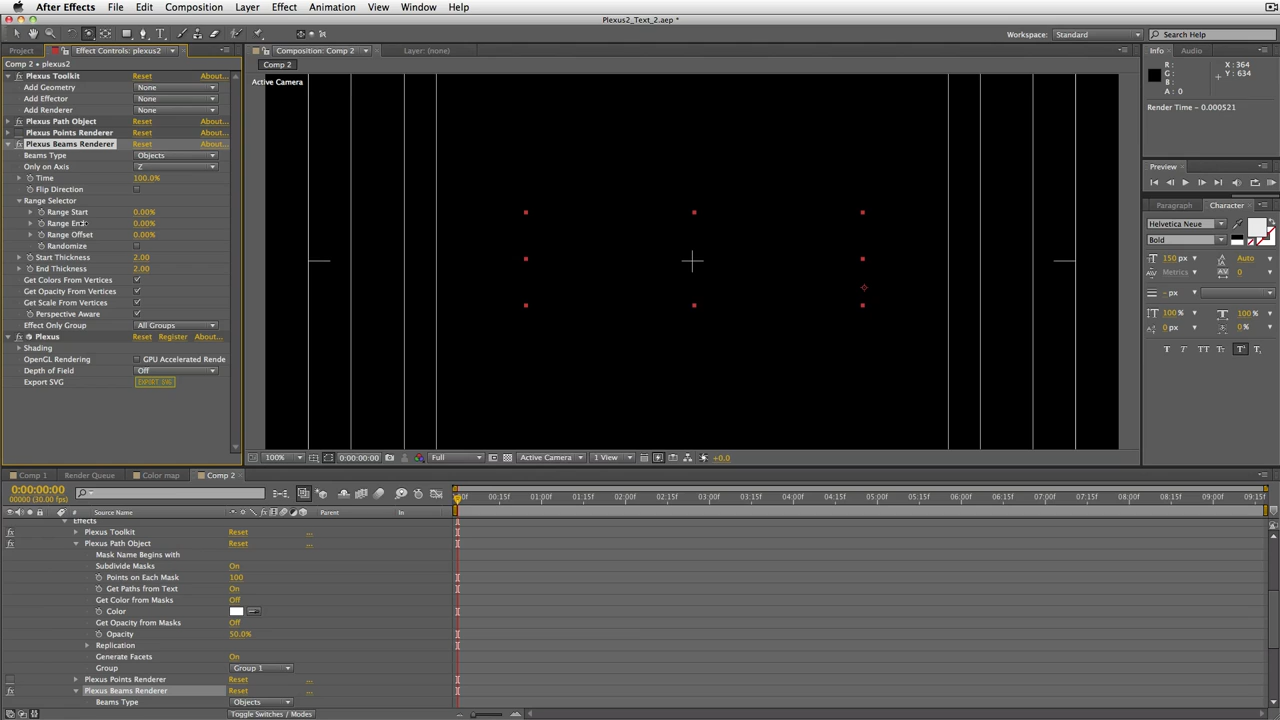 After Effects File Edit Composition Layer Effect Animation View Window Help
Plexus2_Text_2.aep *
Workspace: Standard Search Help
Project Effect Controls: plexus2 Composition: Comp 2 Layer: (none) Info Audio
Comp 2 • plexus2
Comp 2
Plexus Toolkit Reset About...
Add Geometry None
Add Effector None
Add Renderer None
Plexus Path Object Reset About...
Plexus Points Renderer Reset About...
Plexus Beams Renderer Reset About...
Beams Type Objects
Only on Axis Z
Time 100.0%
Flip Direction
Range Selector
Range Start 0.00%
Range End 0.00%
Range Offset 0.00%
Randomize
Start Thickness 2.00
End Thickness 2.00
Get Colors From Vertices
Get Opacity From Vertices
Get Scale From Vertices
Perspective Aware
Effect Only Group All Groups
Plexus Reset Register About...
Shading
OpenGL Rendering GPU Accelerated Rende
Depth of Field Off
Export SVG EXPORT SVG
Active Camera
100% 0:00:00:00 Full Active Camera 1 View +0.0
R: X: 364
G: Y: 634
B:
A: 0
Render Time - 0.000521
Preview
Paragraph Character
Helvetica Neue
Bold
150 px Auto
Metrics 0
- px
100% 100%
0 px 0%
T T TT Tt T T
Comp 1 Render Queue Color map Comp 2
0:00:00:00
00000 (30.00 fps)
# Source Name Parent In
00f 00:15f 01:00f 01:15f 02:00f 02:15f 03:00f 03:15f 04:00f 04:15f 05:00f 05:15f 06:00f 06:15f 07:00f 07:15f 08:00f 08:15f 09:00f 09:15f
Effects
Plexus Toolkit Reset ...
Plexus Path Object Reset ...
Mask Name Begins with
Subdivide Masks On
Points on Each Mask 100
Get Paths from Text On
Get Color from Masks Off
Color
Get Opacity from Masks Off
Opacity 50.0%
Replication
Generate Facets On
Group Group 1
Plexus Points Renderer Reset ...
Plexus Beams Renderer Reset ...
Beams Type Objects
Toggle Switches / Modes